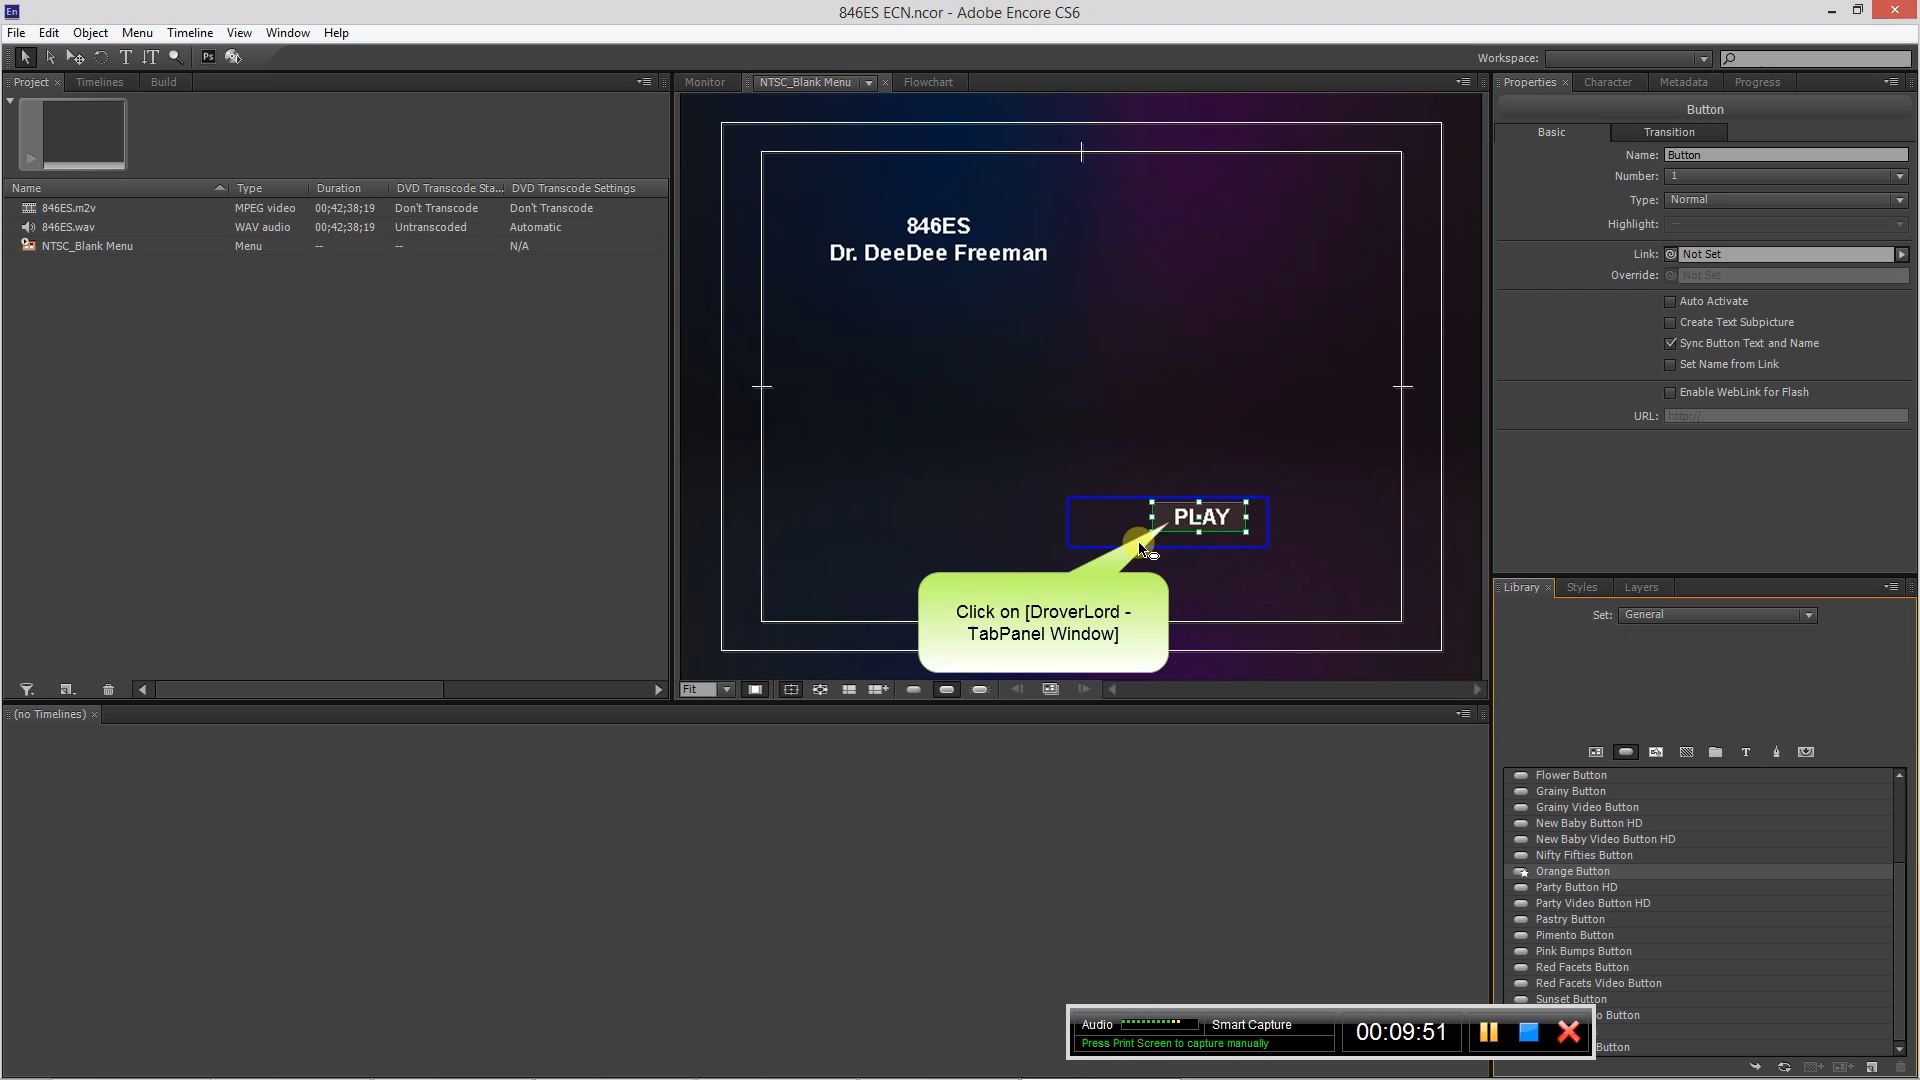 En
846ES ECN.ncor - Adobe Encore CS6
File Edit Object Menu Timeline View Window Help
Ps
Workspace:
Project Timelines Build
Monitor NTSC_Blank Menu Flowchart
Properties Character Metadata Progress
Button
Basic Transition
Name: Button
Number: 1
Type: Normal
Highlight: --
Link: Not Set
Override: Not Set
Auto Activate
Create Text Subpicture
Sync Button Text and Name
Set Name from Link
Enable WebLink for Flash
URL: http://
Name Type Duration DVD Transcode Sta... DVD Transcode Settings
846ES.m2v MPEG video 00;42;38;19 Don't Transcode Don't Transcode
846ES.wav WAV audio 00;42;38;19 Untranscoded Automatic
NTSC_Blank Menu Menu -- -- N/A
846ES
Dr. DeeDee Freeman
PLAY
Click on [DroverLord -
TabPanel Window]
Fit
(no Timelines)
Library Styles Layers
Set: General
Flower Button
Grainy Button
Grainy Video Button
New Baby Button HD
New Baby Video Button HD
Nifty Fifties Button
Orange Button
Party Button HD
Party Video Button HD
Pastry Button
Pimento Button
Pink Bumps Button
Red Facets Button
Red Facets Video Button
Sunset Button
o Button
Button
Audio Smart Capture
Press Print Screen to capture manually
00:09:51